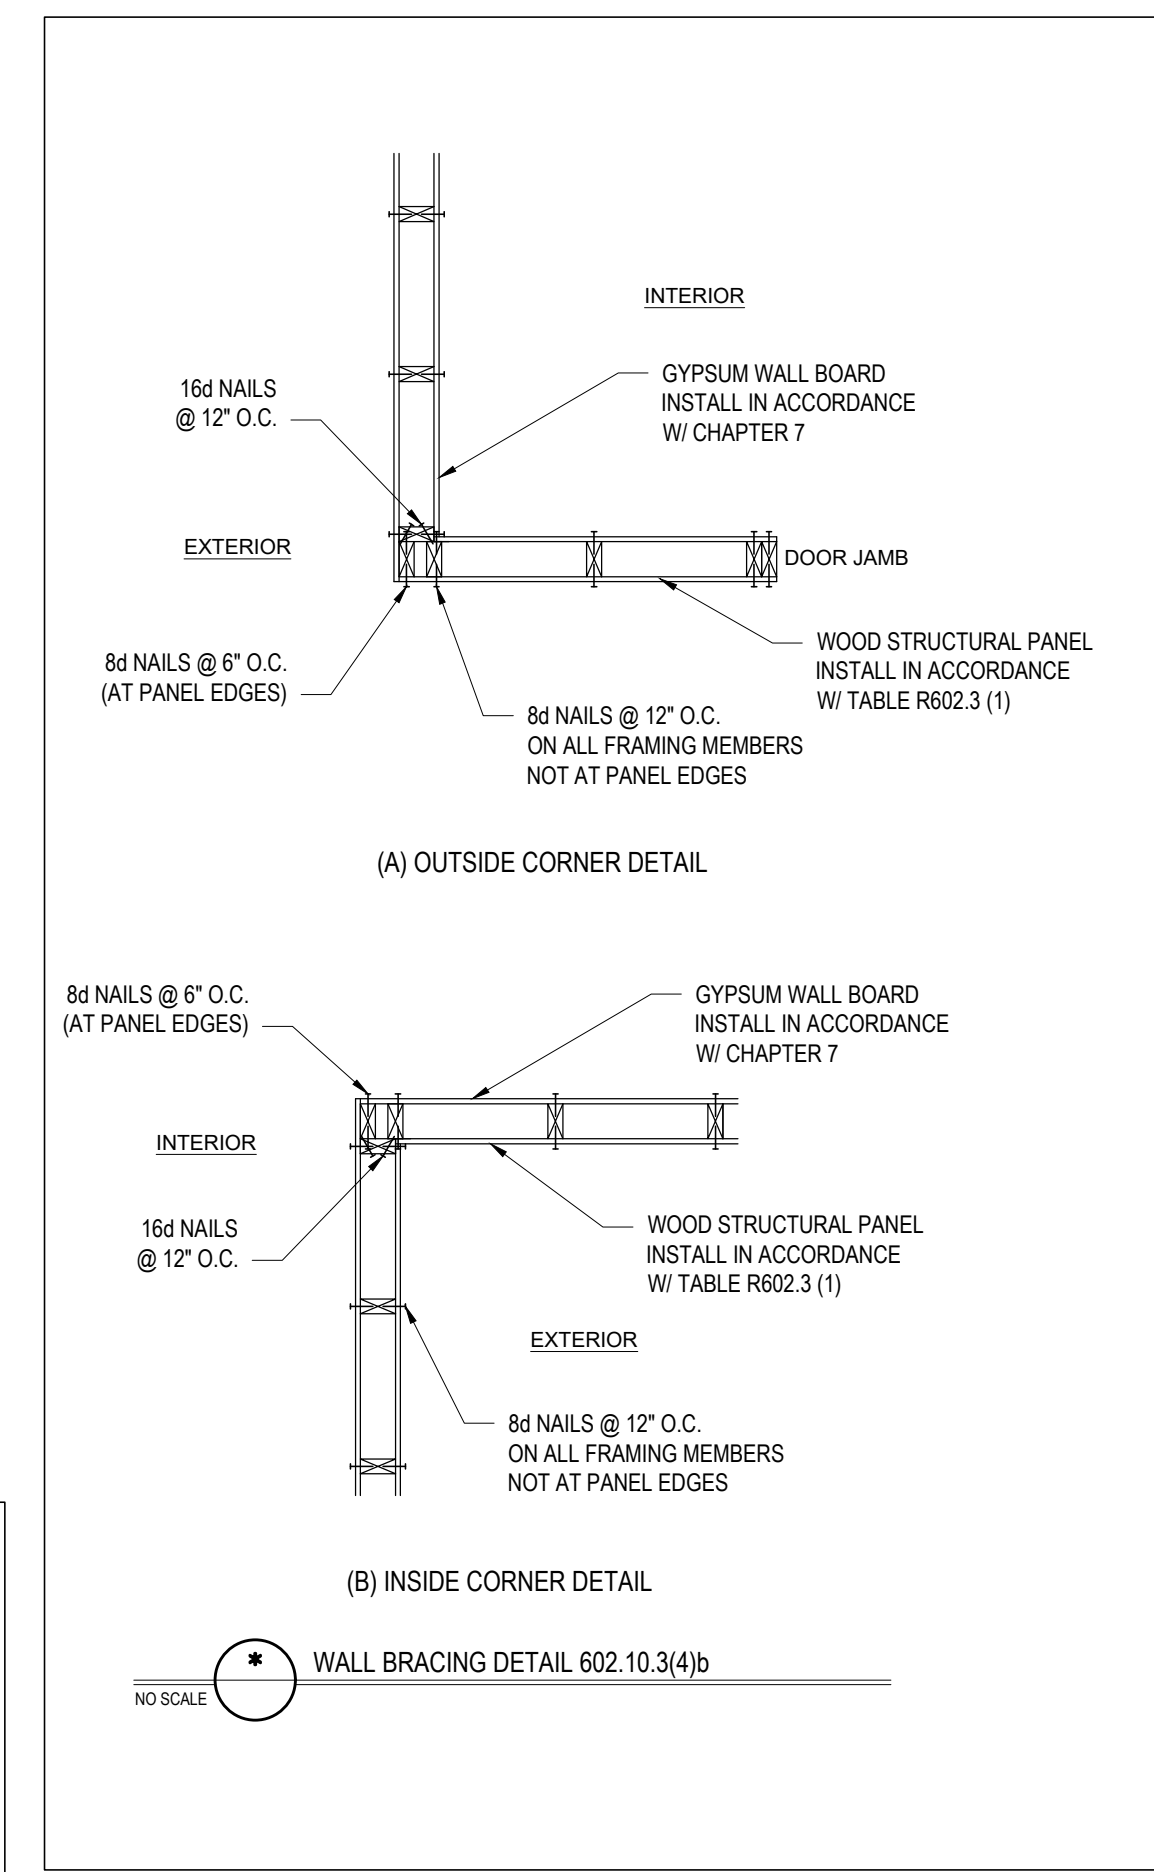 INTERIOR
16d NAILS
@ 12" O.C.
GYPSUM WALL BOARD
INSTALL IN ACCORDANCE
W/ CHAPTER 7
EXTERIOR
DOOR JAMB
8d NAILS @ 6" O.C.
(AT PANEL EDGES)
WOOD STRUCTURAL PANEL
INSTALL IN ACCORDANCE
W/ TABLE R602.3 (1)
8d NAILS @ 12" O.C.
ON ALL FRAMING MEMBERS
NOT AT PANEL EDGES
(A) OUTSIDE CORNER DETAIL
8d NAILS @ 6" O.C.
(AT PANEL EDGES)
GYPSUM WALL BOARD
INSTALL IN ACCORDANCE
W/ CHAPTER 7
INTERIOR
16d NAILS
@ 12" O.C.
WOOD STRUCTURAL PANEL
INSTALL IN ACCORDANCE
W/ TABLE R602.3 (1)
EXTERIOR
8d NAILS @ 12" O.C.
ON ALL FRAMING MEMBERS
NOT AT PANEL EDGES
(B) INSIDE CORNER DETAIL
*
WALL BRACING DETAIL 602.10.3(4)b
NO SCALE